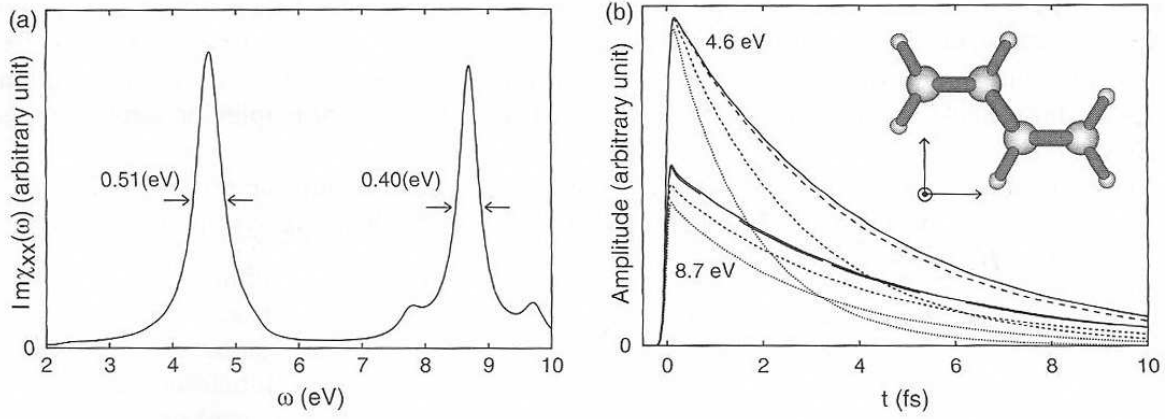 (a)
Imχxx(ω) (arbitrary unit)
0.51(eV)
0.40(eV)
0
2 3 4 5 6 7 8 9 10
ω (eV)
(b)
Amplitude (arbitrary unit)
4.6 eV
8.7 eV
0
0 2 4 6 8 10
t (fs)